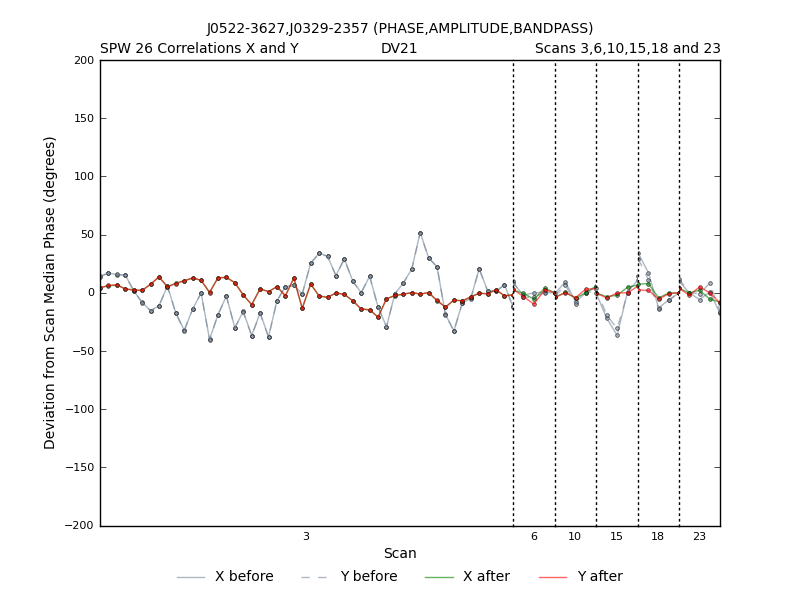 J0522-3627,J0329-2357 (PHASE,AMPLITUDE,BANDPASS)
SPW 26 Correlations X and Y DV21 Scans 3,6,10,15,18 and 23
200
150
100
50
0
−50
−100
−150
−200
Deviation from Scan Median Phase (degrees)
3 6 10 15 18 23
Scan
X before Y before X after Y after